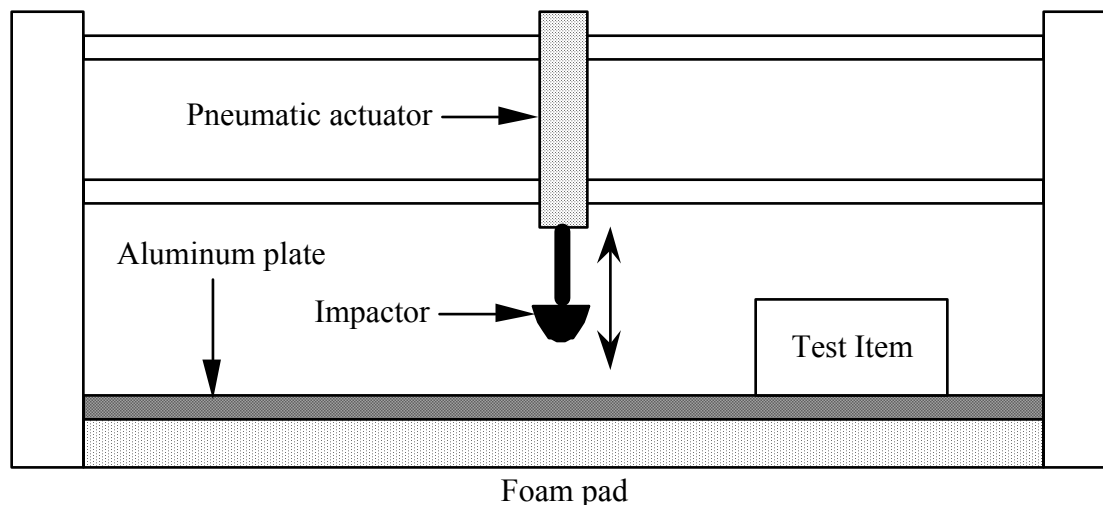 Pneumatic actuator
Aluminum plate
Impactor
Test Item
Foam pad